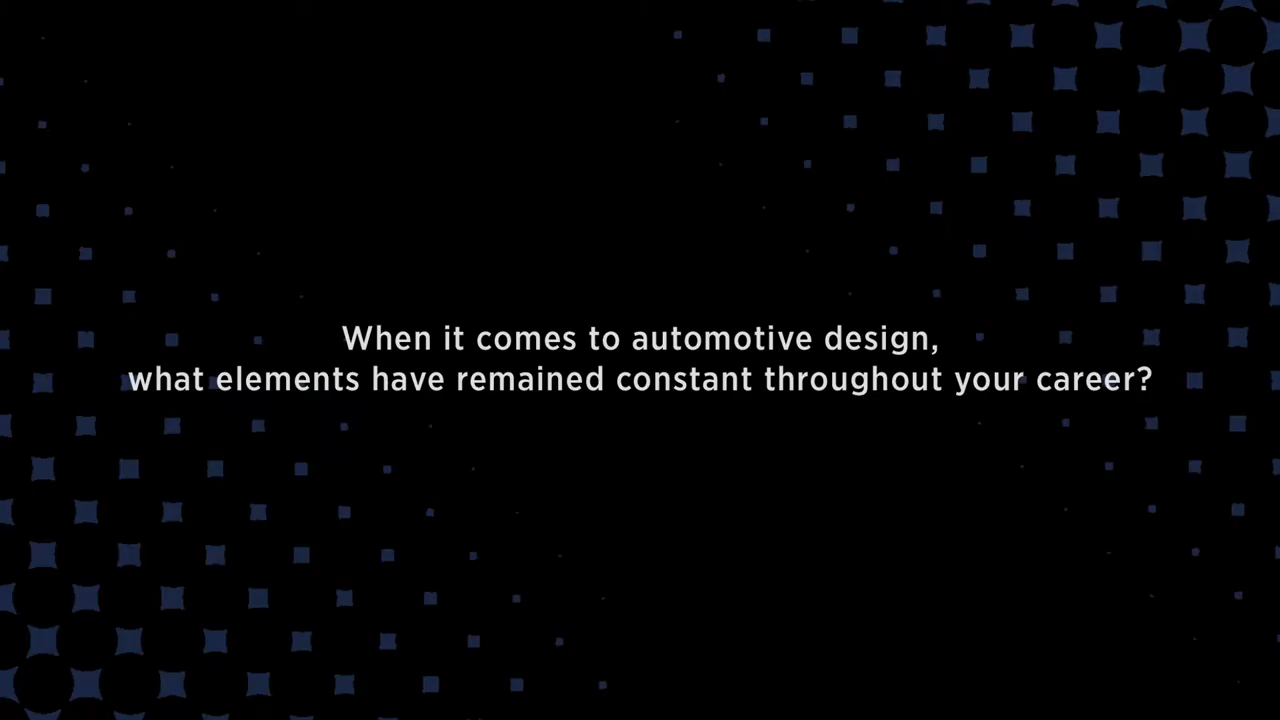 When it comes to automotive design,
what elements have remained constant throughout your career?